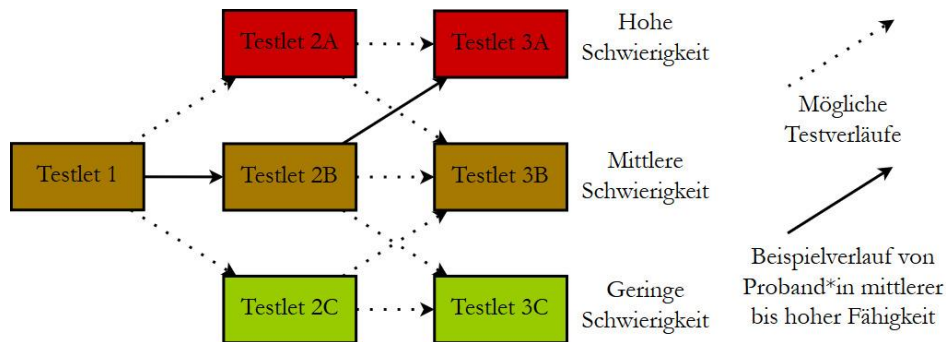 Testlet 2A
Testlet 3A
Hohe
Schwierigkeit
Testlet 1
Testlet 2B
Testlet 3B
Mittlere
Schwierigkeit
Testlet 2C
Testlet 3C
Geringe
Schwierigkeit
Mögliche
Testverläufe
Beispielverlauf von
Proband*in mittlerer
bis hoher Fähigkeit